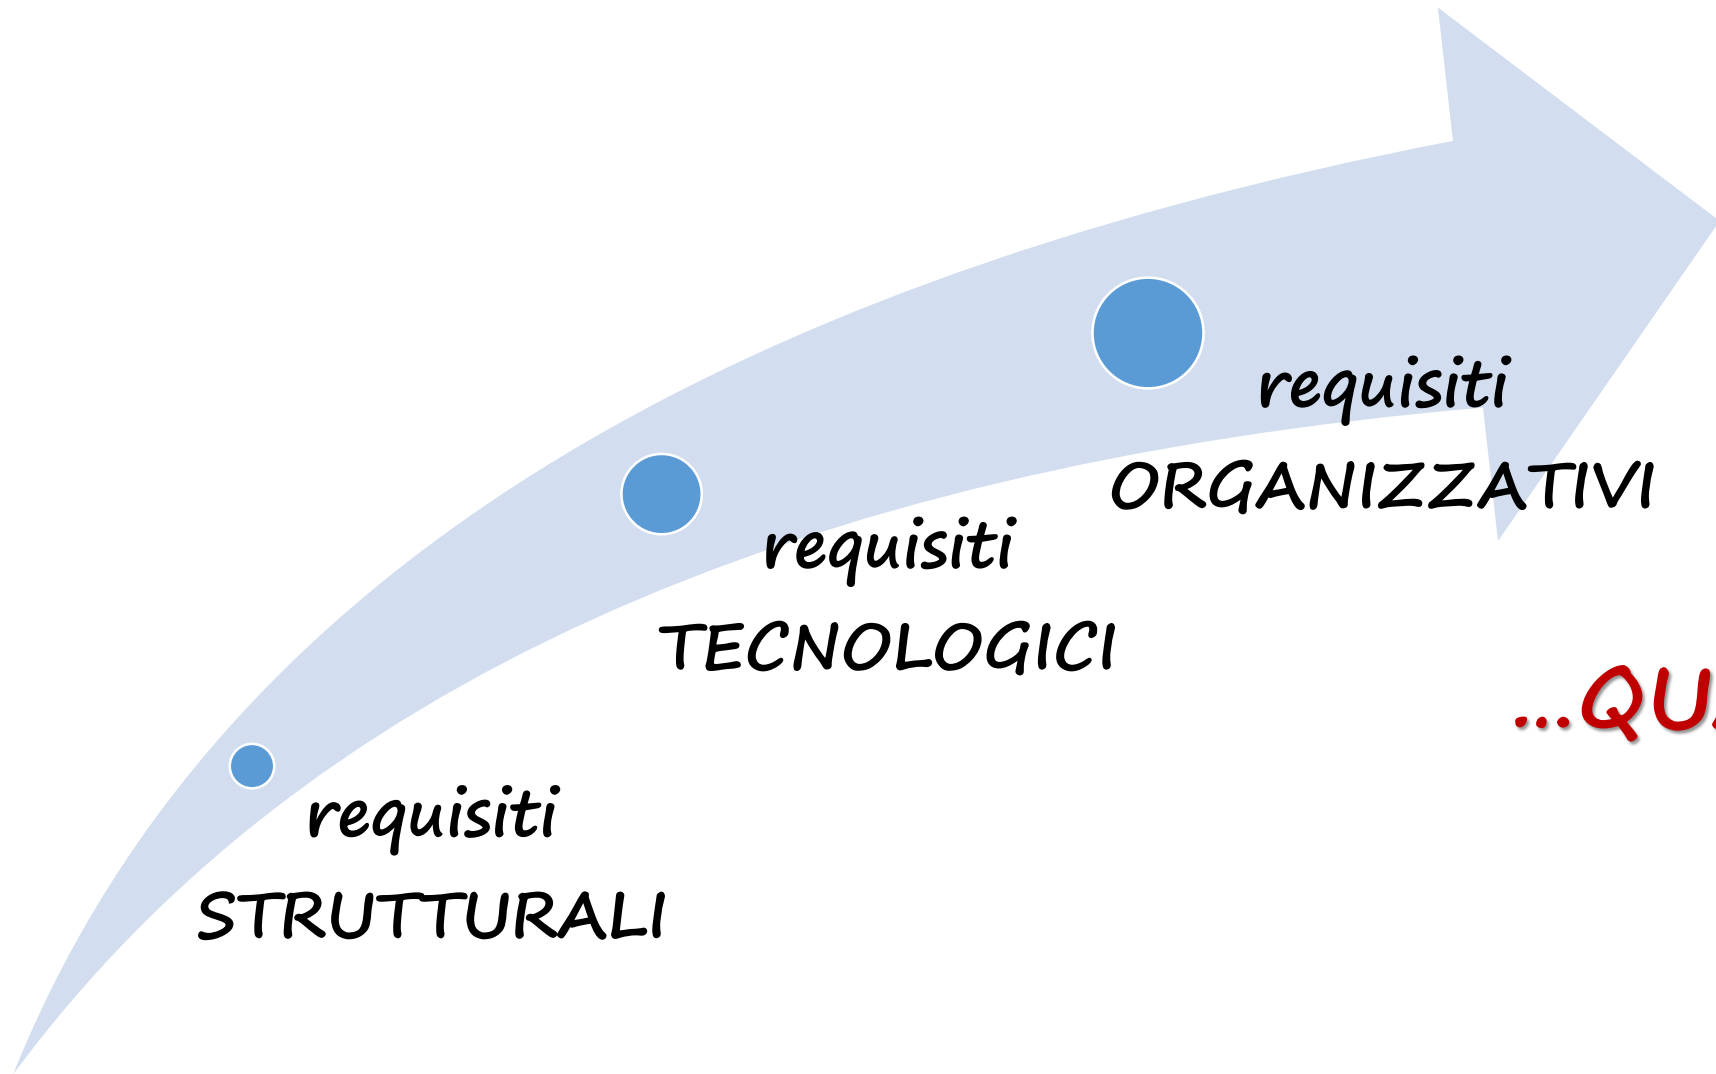 requisiti
ORGANIZZATIVI
requisiti
TECNOLOGICI
requisiti
STRUTTURALI